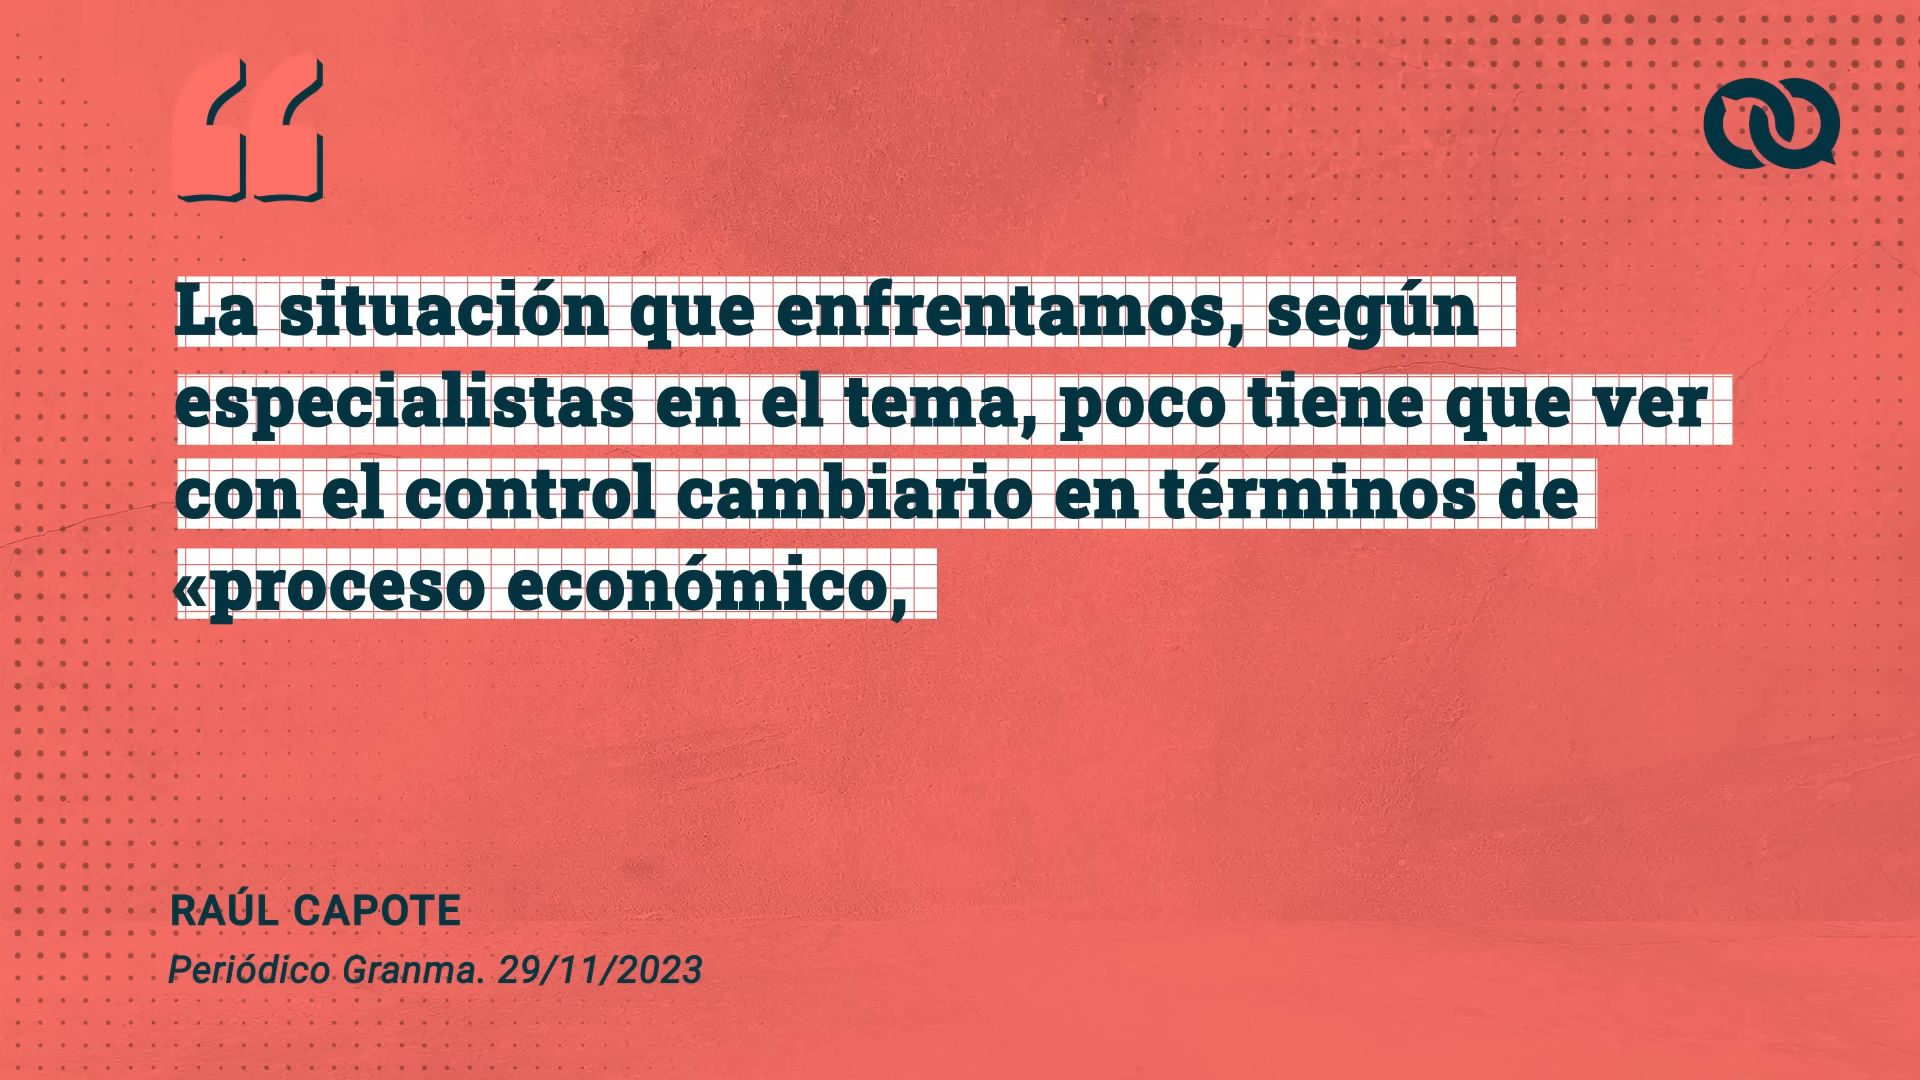 La situación que enfrentamos, según
especialistas en el tema, poco tiene que ver
con el control cambiario en términos de
«proceso económico,
RAÚL CAPOTE
Periódico Granma. 29/11/2023